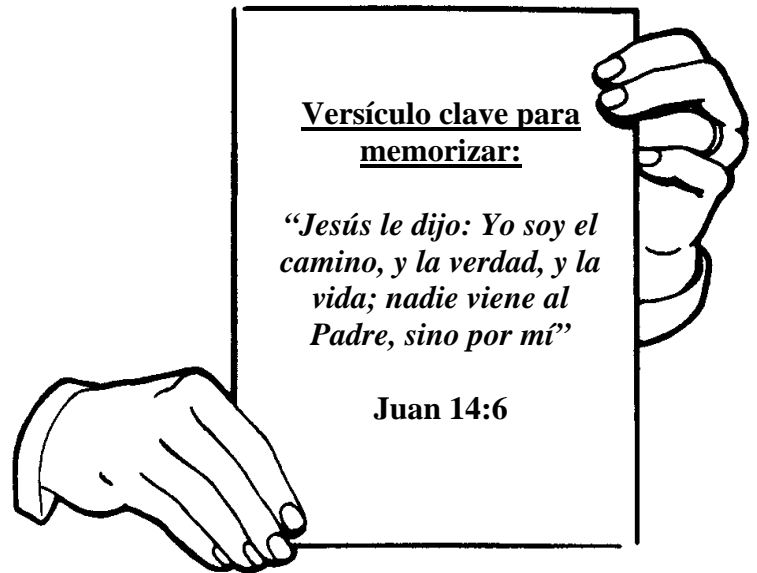 Versículo clave para
memorizar:
“Jesús le dijo: Yo soy el
camino, y la verdad, y la
vida; nadie viene al
Padre, sino por mí”
Juan 14:6